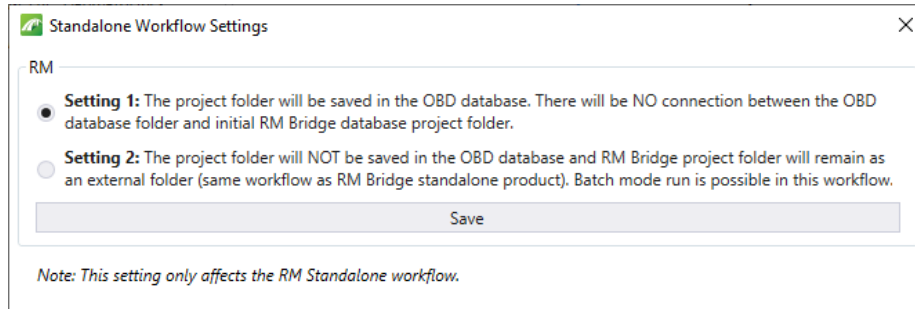 Standalone Workflow Settings
RM
Setting 1: The project folder will be saved in the OBD database. There will be NO connection between the OBD
database folder and initial RM Bridge database project folder.
Setting 2: The project folder will NOT be saved in the OBD database and RM Bridge project folder will remain as
an external folder (same workflow as RM Bridge standalone product). Batch mode run is possible in this workflow.
Save
Note: This setting only affects the RM Standalone workflow.